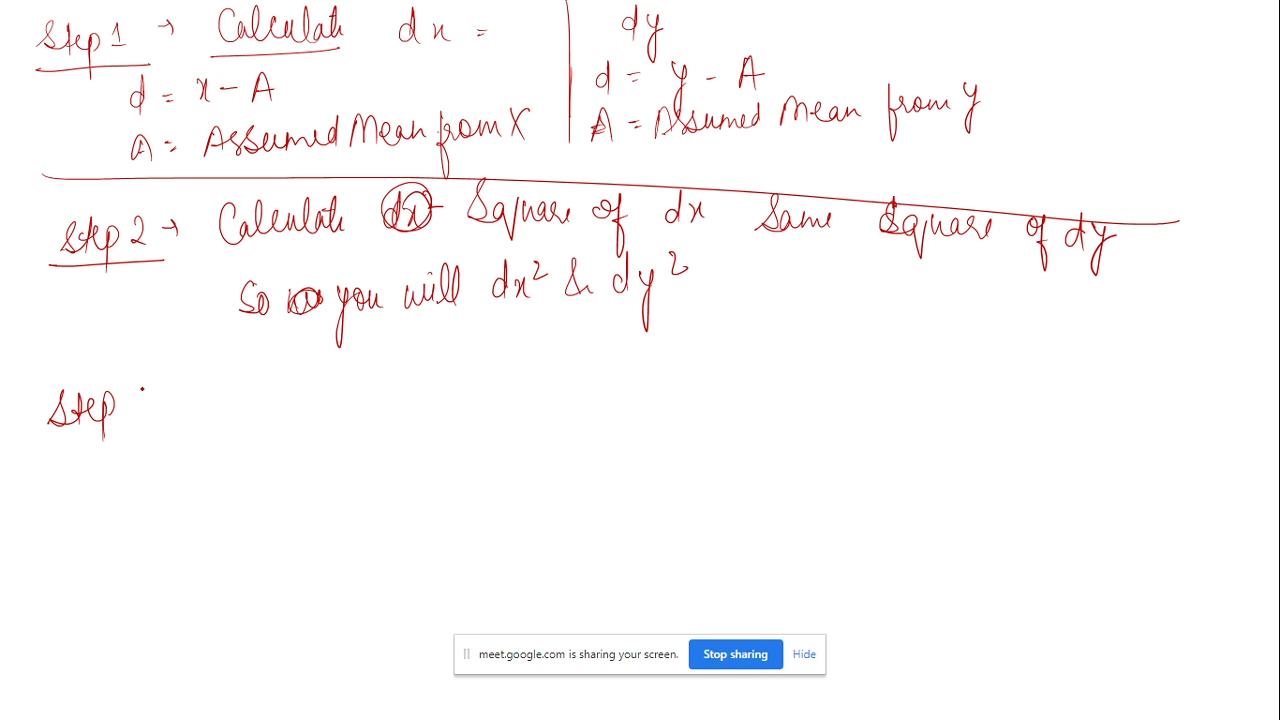 Step 1 → Calculate dx =
d = x - A
A = Assumed Mean from X
dy
d = y - A
A = Assumed Mean from y
Step 2 → Calculate Square of dx Same Square of dy
So you will dx² & dy²
Step
meet.google.com is sharing your screen. Stop sharing Hide